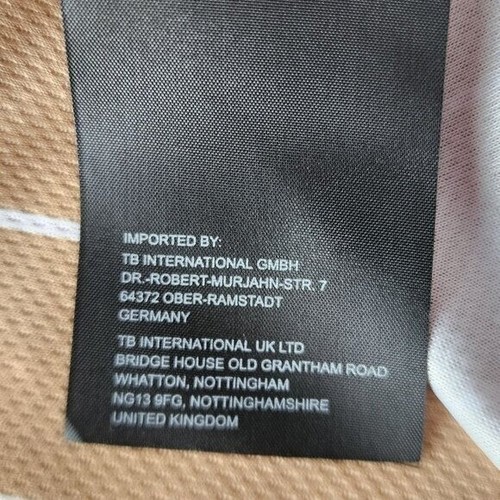 IMPORTED BY:
TB INTERNATIONAL GMBH
DR.-ROBERT-MURJAHN-STR. 7
64372 OBER-RAMSTADT
GERMANY
TB INTERNATIONAL UK LTD
BRIDGE HOUSE OLD GRANTHAM ROAD
WHATTON, NOTTINGHAM
NG13 9FG, NOTTINGHAMSHIRE
UNITED KINGDOM